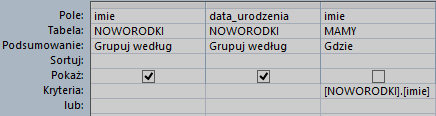 Pole: imie data_urodzenia imie
Tabela: NOWORODKI NOWORODKI MAMY
Podsumowanie: Grupuj według Grupuj według Gdzie
Sortuj:
Pokaż:
Kryteria: [NOWORODKI].[imie]
lub: